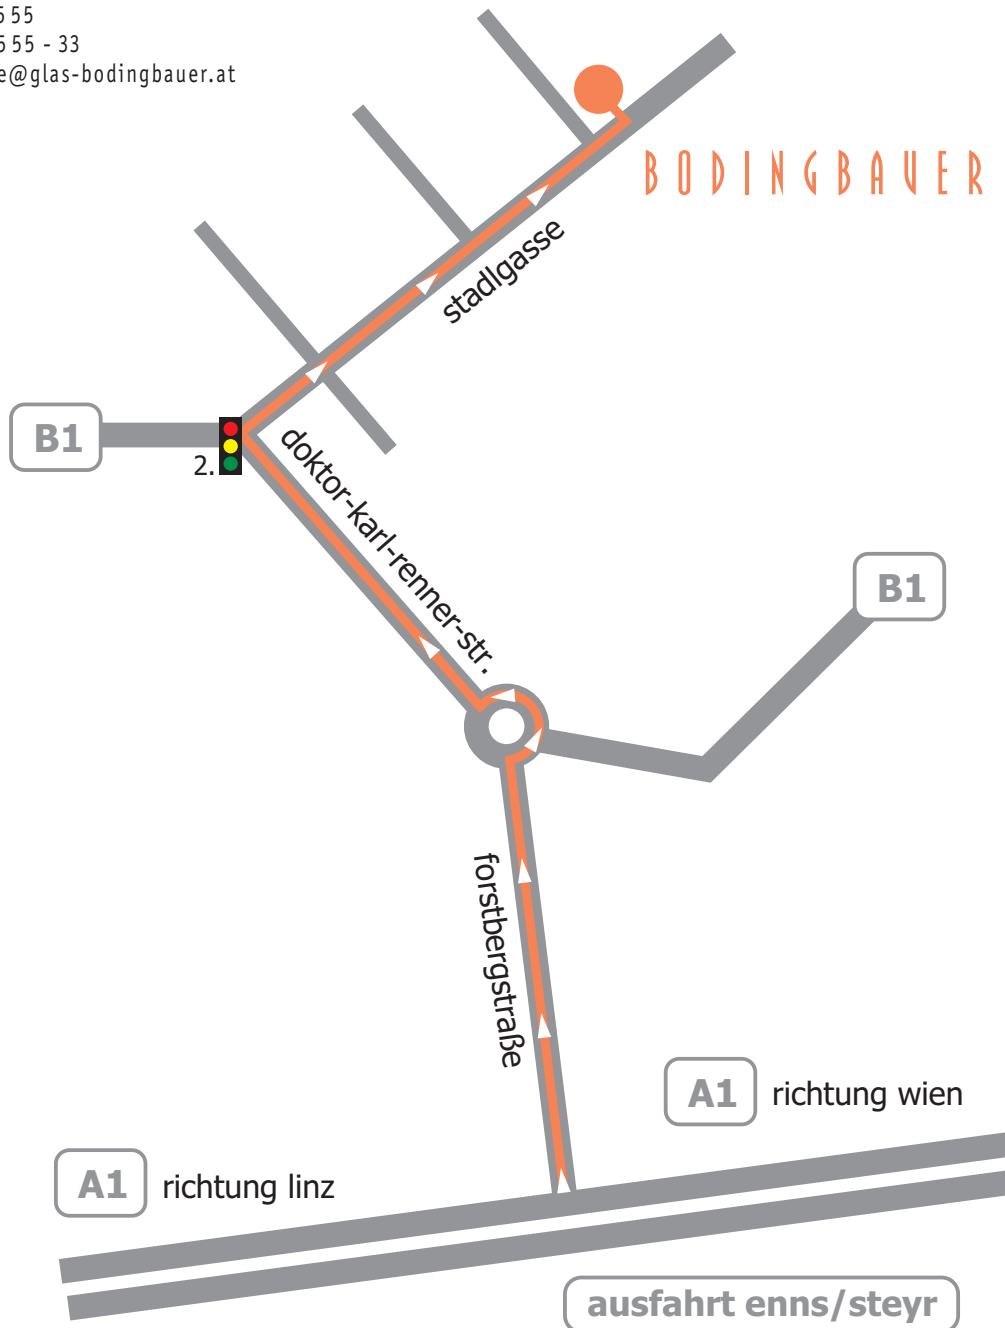 55
555 - 33
e@glas-bodingbauer.at
BODINGBAUER
stadlgasse
B1
2.
doktor-karl-renner-str.
B1
forstbergstraße
A1 richtung wien
A1 richtung linz
ausfahrt enns/steyr